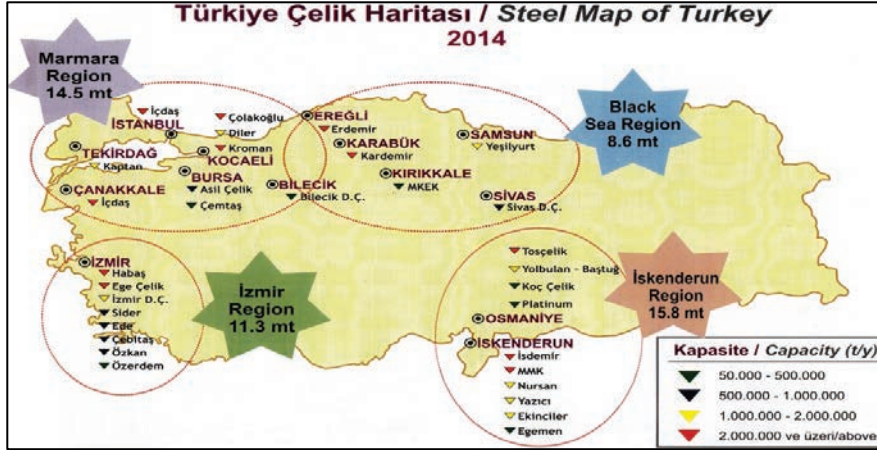 Türkiye Çelik Haritası / Steel Map of Turkey
2014
Marmara
Region
14.5 mt
Black
Sea Region
8.6 mt
İzmir
Region
11.3 mt
İskenderun
Region
15.8 mt
İçdaş
İSTANBUL
TEKİRDAĞ
Kaptan
ÇANAKKALE
İçdaş
Çolakoğlu
Diler
Kroman
KOCAELİ
BURSA
Asil Çelik
Çemtaş
BİLECİK
Bilecik D.Ç.
EREĞLİ
Erdemir
KARABÜK
Kardemir
KIRIKKALE
MKEK
SAMSUN
Yeşilyurt
SİVAS
Sivas D.Ç.
İZMİR
Habaş
Ege Çelik
İzmir D.Ç.
Sider
Ede
Çebitaş
Özkan
Özerdem
Tosçelik
Yolbulan - Baştuğ
Koç Çelik
Platinum
OSMANİYE
İSKENDERUN
İsdemir
MMK
Nursan
Yazıcı
Ekinciler
Egemen
Kapasite / Capacity (t/y)
50.000 - 500.000
500.000 - 1.000.000
1.000.000 - 2.000.000
2.000.000 ve üzeri/above